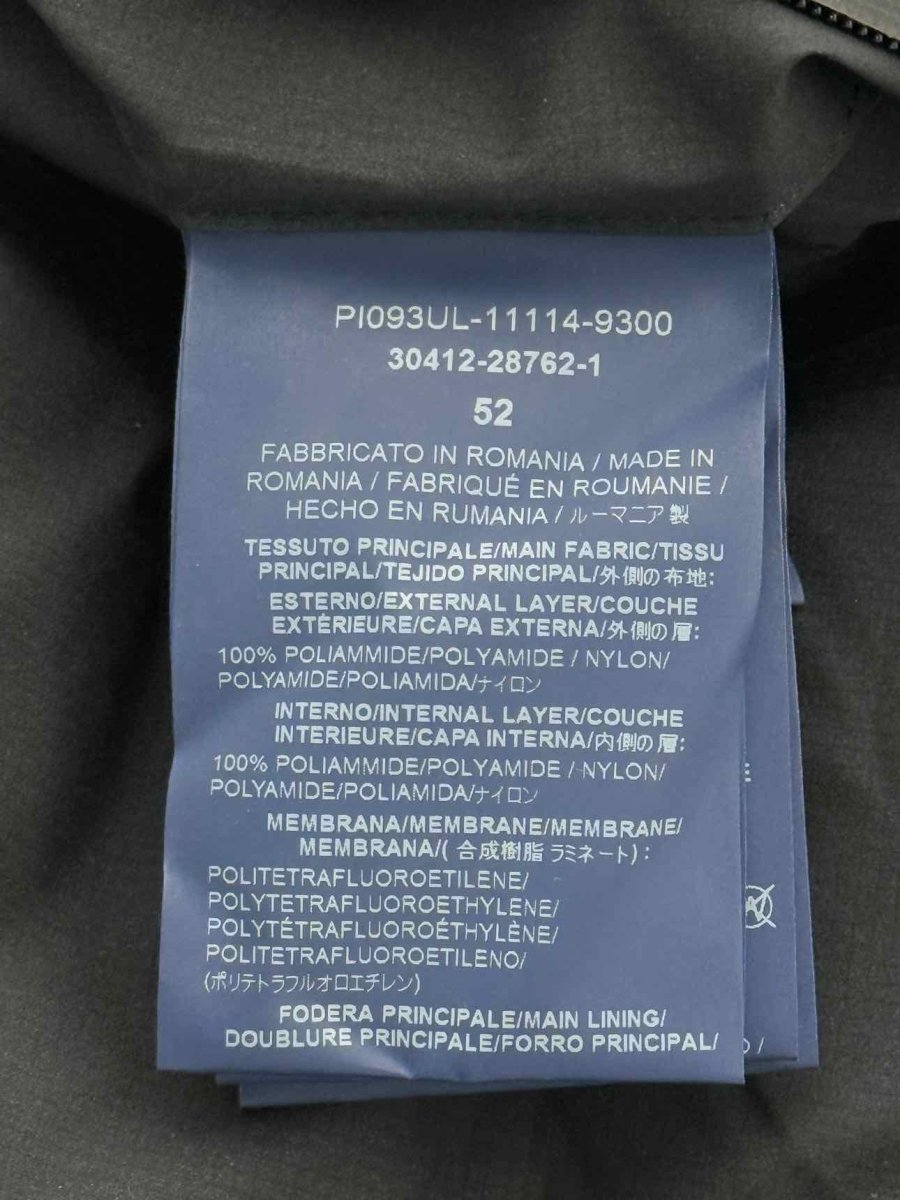 PI093UL-11114-9300
30412-28762-1
52
FABBRICATO IN ROMANIA / MADE IN
ROMANIA / FABRIQUÉ EN ROUMANIE /
HECHO EN RUMANIA / ルーマニア製
TESSUTO PRINCIPALE/MAIN FABRIC/TISSU
PRINCIPAL/TEJIDO PRINCIPAL/外側の布地:
ESTERNO/EXTERNAL LAYER/COUCHE
EXTÉRIEURE/CAPA EXTERNA/外側の層:
100% POLIAMMIDE/POLYAMIDE / NYLON/
POLYAMIDE/POLIAMIDA/ナイロン
INTERNO/INTERNAL LAYER/COUCHE
INTERIEURE/CAPA INTERNA/内側の層:
100% POLIAMMIDE/POLYAMIDE / NYLON/
POLYAMIDE/POLIAMIDA/ナイロン
MEMBRANA/MEMBRANE/MEMBRANE/
MEMBRANA/(合成樹脂ラミネート):
POLITETRAFLUOROETILENE/
POLYTETRAFLUOROETHYLENE/
POLYTÉTRAFLUOROÉTHYLÈNE/
POLITETRAFLUOROETILENO/
(ポリテトラフルオロエチレン)
FODERA PRINCIPALE/MAIN LINING/
DOUBLURE PRINCIPALE/FORRO PRINCIPAL/